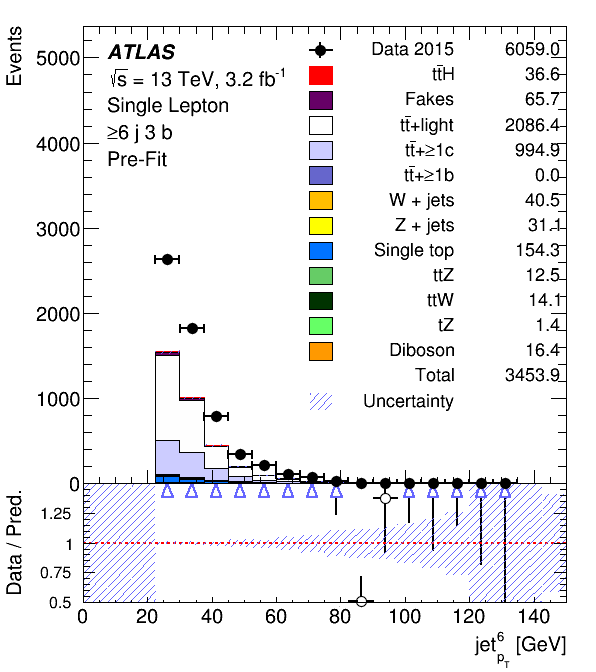 Events
5000
4000
3000
2000
1000
0
ATLAS
√s = 13 TeV, 3.2 fb⁻¹
Single Lepton
≥6 j 3 b
Pre-Fit
Data 2015 6059.0
tt̄H 36.6
Fakes 65.7
tt̄+light 2086.4
tt̄+≥1c 994.9
tt̄+≥1b 0.0
W + jets 40.5
Z + jets 31.1
Single top 154.3
ttZ 12.5
ttW 14.1
tZ 1.4
Diboson 16.4
Total 3453.9
Uncertainty
Data / Pred.
1.25
1
0.75
0.5
0 20 40 60 80 100 120 140
jet⁶_pT [GeV]